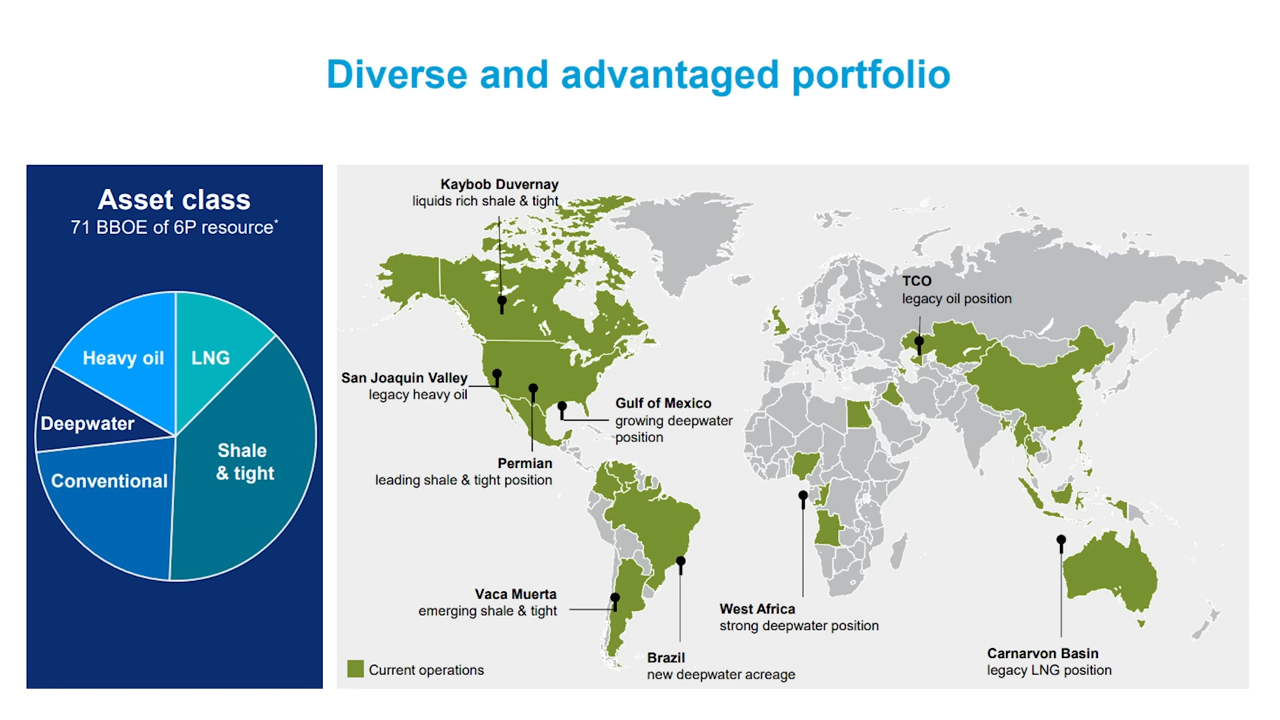 Diverse and advantaged portfolio
Asset class
71 BBOE of 6P resource*
Heavy oil
LNG
Deepwater
Shale
& tight
Conventional
Kaybob Duvernay
liquids rich shale & tight
TCO
legacy oil position
San Joaquin Valley
legacy heavy oil
Gulf of Mexico
growing deepwater
position
Permian
leading shale & tight position
Vaca Muerta
emerging shale & tight
West Africa
strong deepwater position
Brazil
new deepwater acreage
Carnarvon Basin
legacy LNG position
Current operations